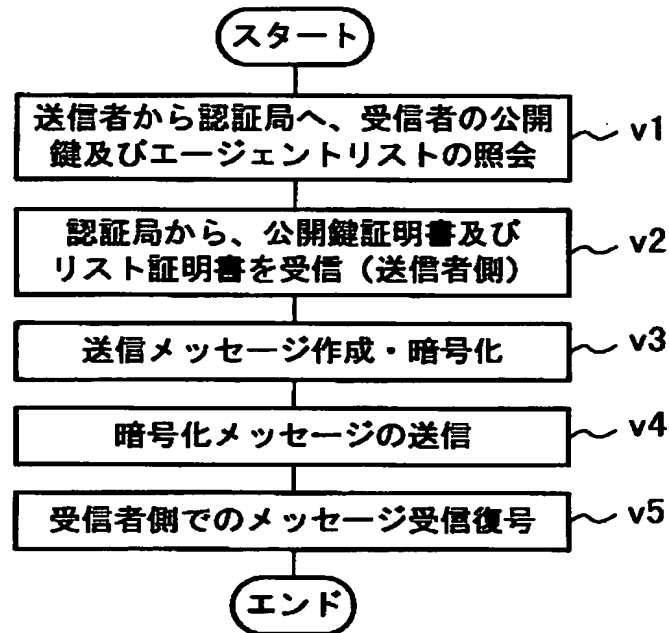 スタート
送信者から認証局へ、受信者の公開
鍵及びエージェントリストの照会
v1
認証局から、公開鍵証明書及び
リスト証明書を受信（送信者側）
v2
送信メッセージ作成・暗号化
v3
暗号化メッセージの送信
v4
受信者側でのメッセージ受信復号
v5
エンド